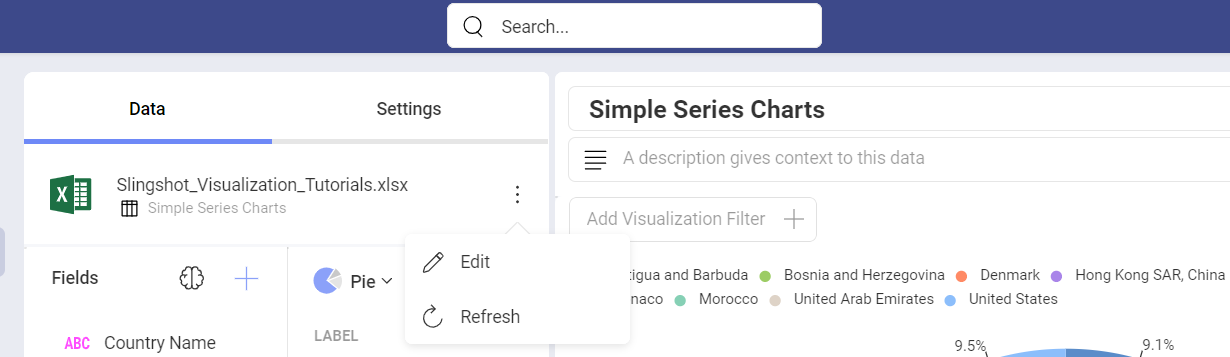 Search...
Data
Settings
Slingshot_Visualization_Tutorials.xlsx
Simple Series Charts
Fields
Pie
ABC Country Name
LABEL
Edit
Refresh
Simple Series Charts
A description gives context to this data
Add Visualization Filter
tigua and Barbuda Bosnia and Herzegovina Denmark Hong Kong SAR, China
naco Morocco United Arab Emirates United States
9.5% 9.1%